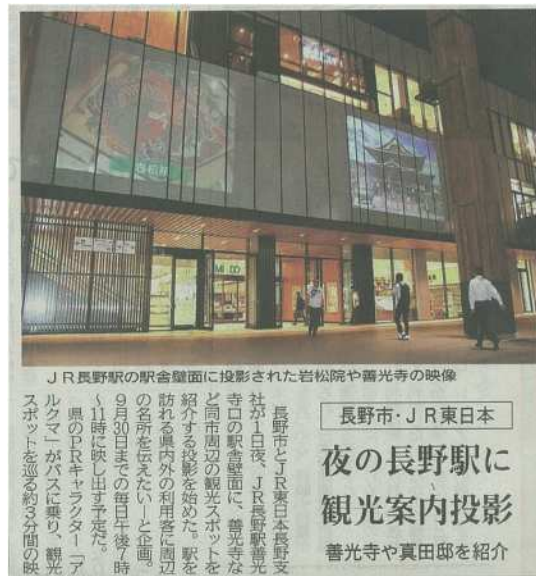 岩松院
MIDO
JR長野駅の駅舎壁面に投影された岩松院や善光寺の映像
長野市・JR東日本
夜の長野駅に
観光案内投影
善光寺や真田邸を紹介
長野市とJR東日本長野支
社が1日夜、JR長野駅善光
寺口の駅舎壁面に、善光寺な
ど同市周辺の観光スポットを
紹介する投影を始めた。駅を
訪れる県内外の利用客に周辺
の名所を伝えたい―と企画。
9月30日までの毎日午後7時
～11時に映し出す予定だ。
県のPRキャラクター「ア
ルクマ」がバスに乗り、観光
スポットを巡る約3分間の映